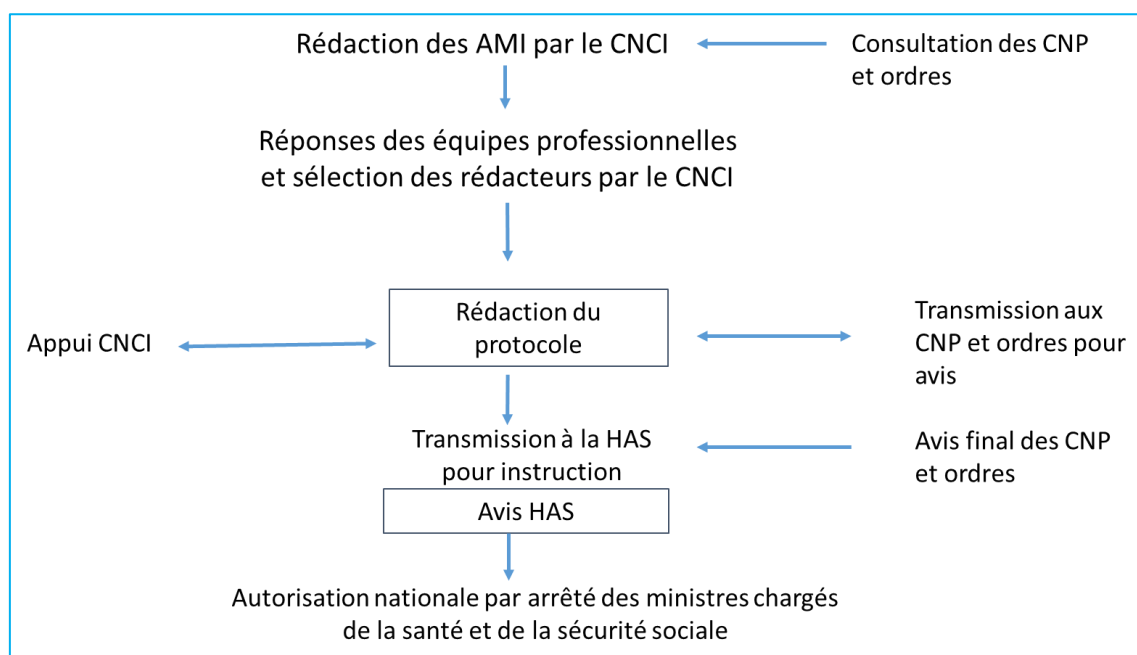 Rédaction des AMI par le CNCI
Consultation des CNP
et ordres
Réponses des équipes professionnelles
et sélection des rédacteurs par le CNCI
Appui CNCI
Rédaction du
protocole
Transmission aux
CNP et ordres pour
avis
Transmission à la HAS
pour instruction
Avis final des CNP
et ordres
Avis HAS
Autorisation nationale par arrêté des ministres chargés
de la santé et de la sécurité sociale